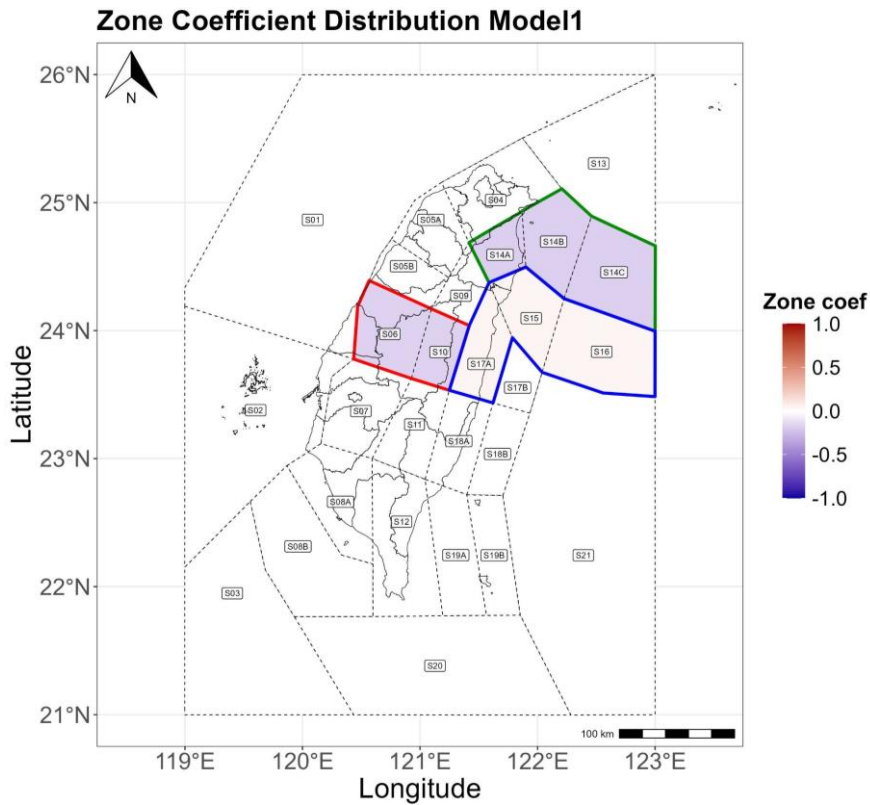 Zone Coefficient Distribution Model1
26°N
N
S13
25°N
S04
S01
S05A
S14B
S14A
S05B
S14C
S09
24°N
S15
S06
S10
S16
S17A
S17B
S02
S07
S11
23°N
S18A
S18B
S08A
S12
S08B
S19A
S19B
S21
22°N
S03
S20
21°N
100 km
119°E
120°E
121°E
122°E
123°E
Longitude
Latitude
Zone coef
1.0
0.5
0.0
-0.5
-1.0